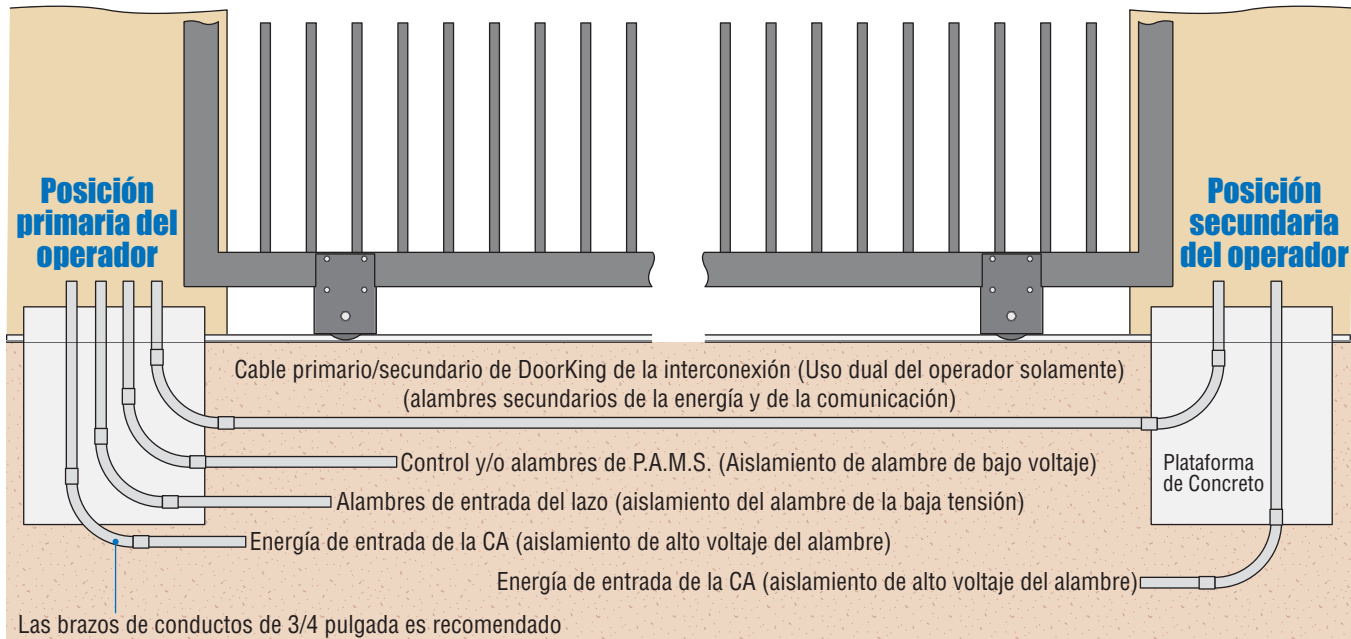 Posición
primaria del
operador
Posición
secundaria
del operador
Cable primario/secundario de DoorKing de la interconexión (Uso dual del operador solamente)
(alambres secundarios de la energía y de la comunicación)
Control y/o alambres de P.A.M.S. (Aislamiento de alambre de bajo voltaje)
Plataforma
de Concreto
Alambres de entrada del lazo (aislamiento del alambre de la baja tensión)
Energía de entrada de la CA (aislamiento de alto voltaje del alambre)
Energía de entrada de la CA (aislamiento de alto voltaje del alambre)
Las brazos de conductos de 3/4 pulgada es recomendado